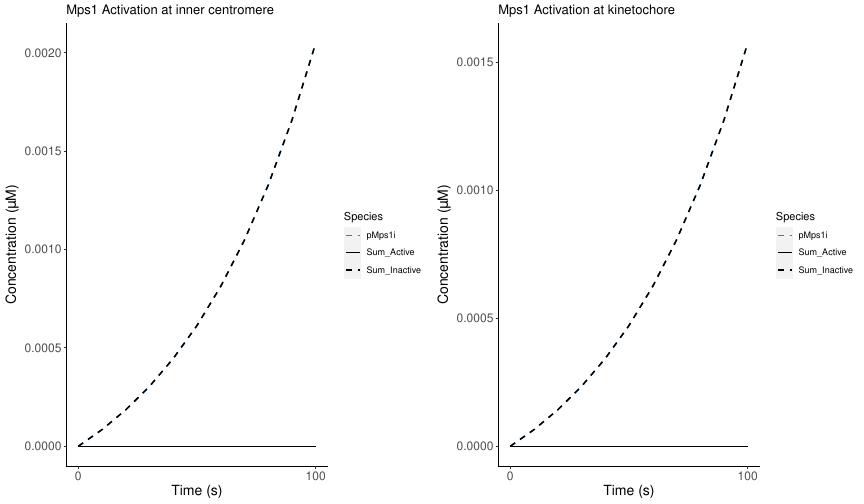 Mps1 Activation at inner centromere
0.0020
0.0015
0.0010
0.0005
0.0000
Concentration (µM)
0
100
Time (s)
Species
pMps1i
Sum_Active
Sum_Inactive
Mps1 Activation at kinetochore
0.0015
0.0010
0.0005
0.0000
Concentration (µM)
0
100
Time (s)
Species
pMps1i
Sum_Active
Sum_Inactive